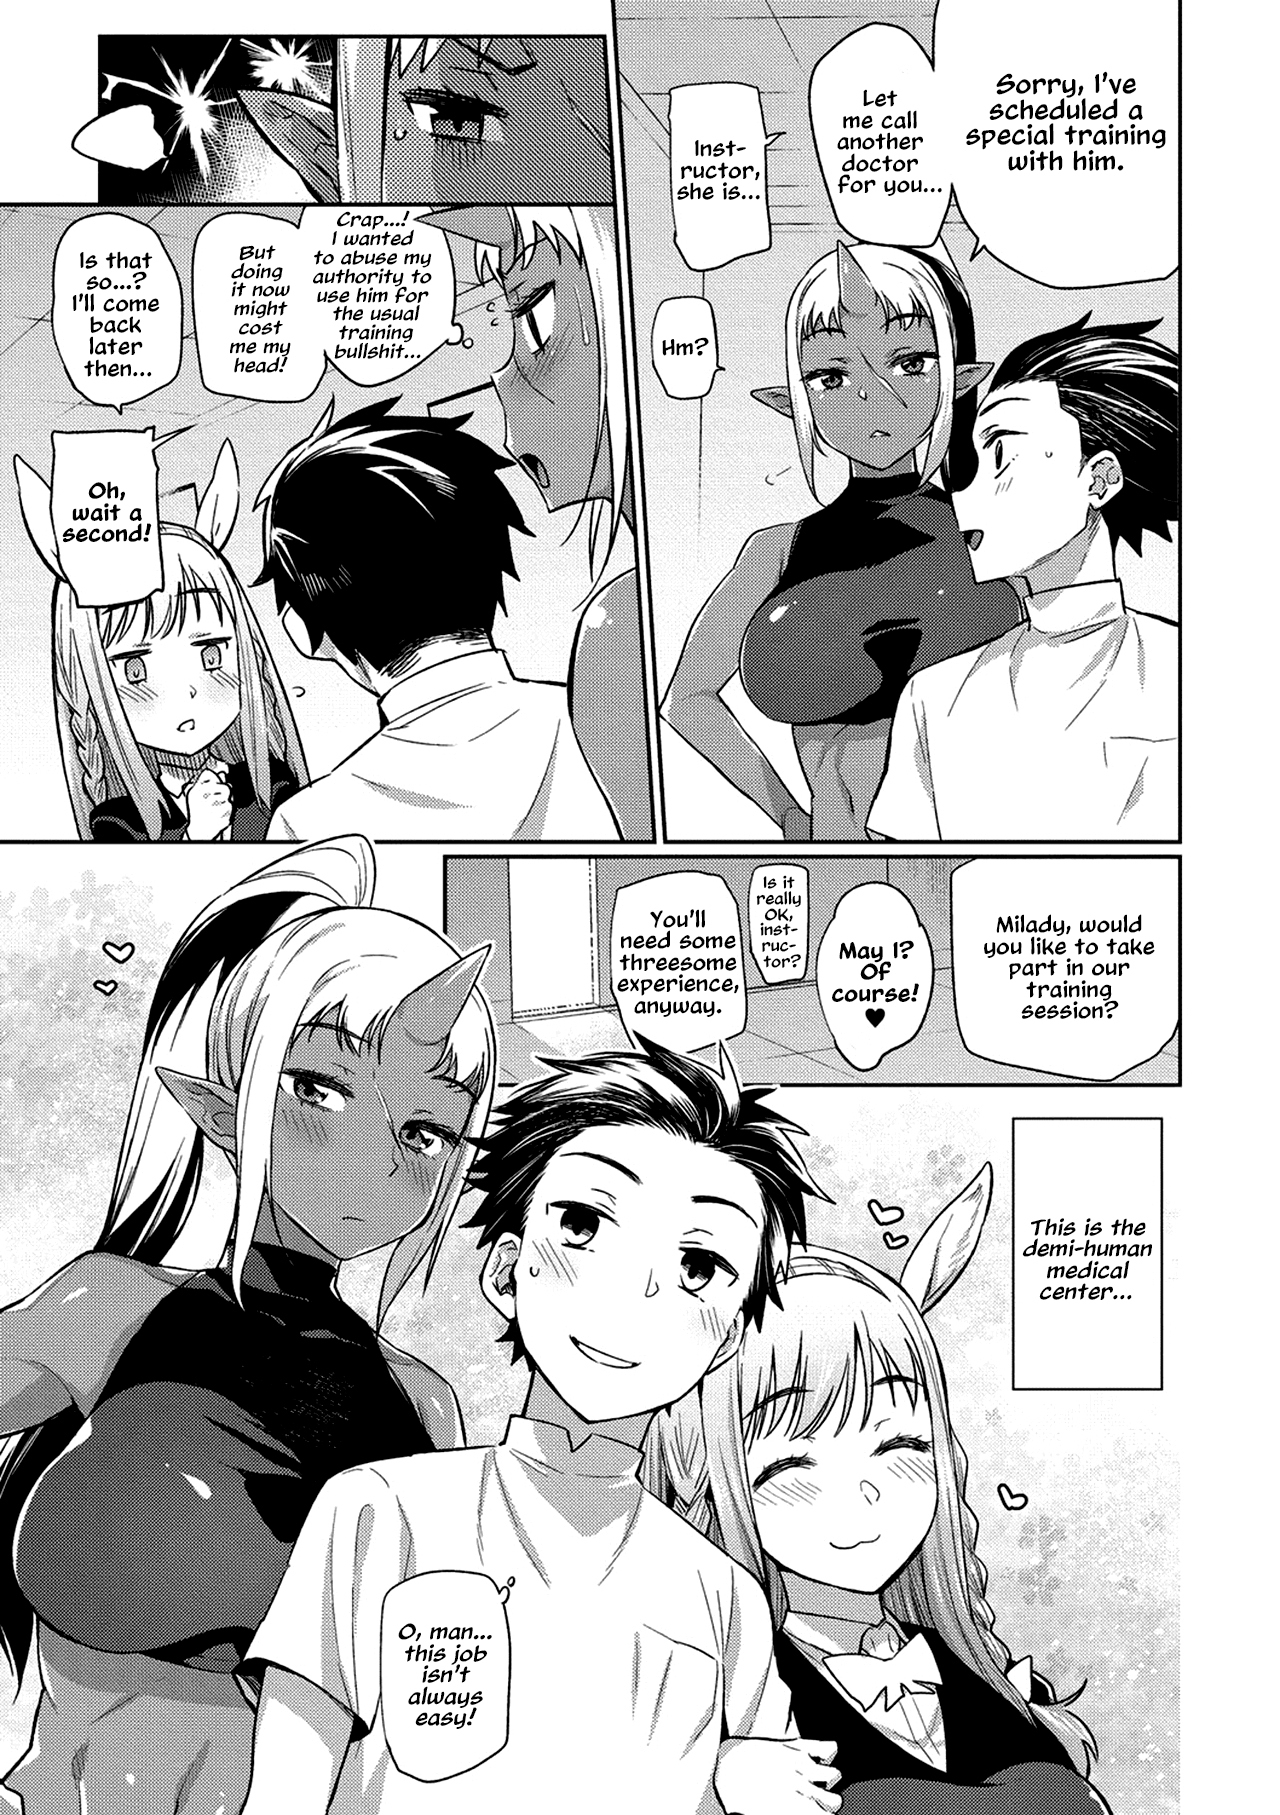 Sorry, I've
scheduled a
special training
with him.
Let
me call
another
doctor
for you...
Inst-
ructor,
she is...
Hm?
Crap...!
I wanted
to abuse my
authority to
use him for
the usual
training
bullshit...
But
doing
it now
might
cost
me my
head!
Is that
so...?
I'll come
back
later
then...
Oh,
wait a
second!
Milady, would
you like to take
part in our
training
session?
May I?
Of
course!
♥
Is it
really
OK,
inst-
ruc-
tor?
You'll
need some
threesome
experience,
anyway.
This is the
demi-human
medical
center...
O, man...
this job
isn't
always
easy!